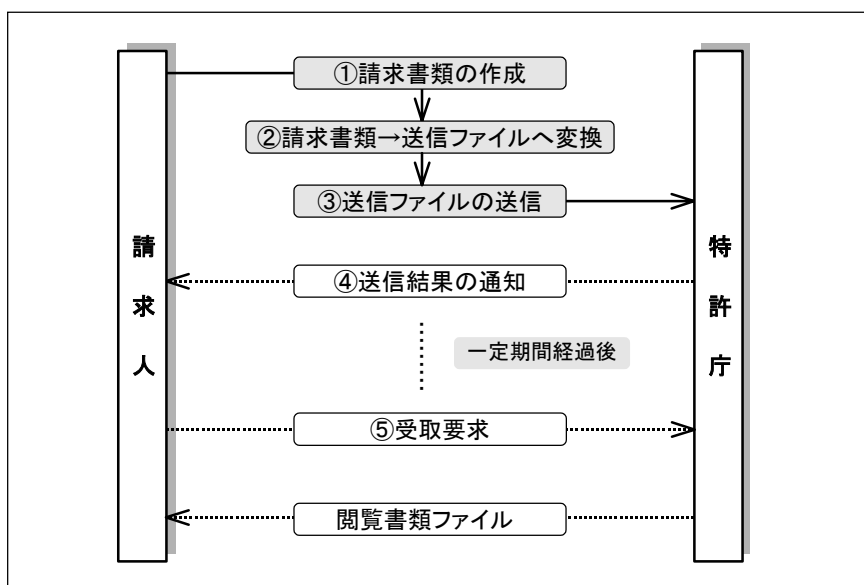 ①請求書類の作成
②請求書類→送信ファイルへ変換
③送信ファイルの送信
請求人
特許庁
④送信結果の通知
一定期間経過後
⑤受取要求
閲覧書類ファイル